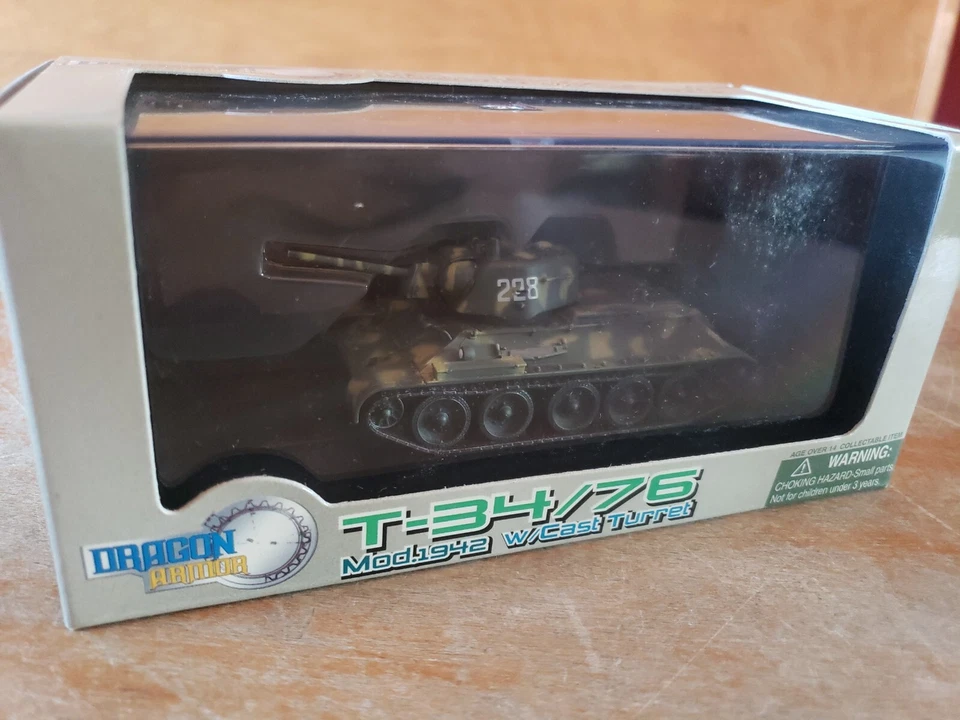 228
DRAGON
ARMOR
T-34/76
Mod.1942 w/Cast Turret
AGE OVER 14 COLLECTABLE ITEM
WARNING:
CHOKING HAZARD-Small parts
Not for children under 3 years...